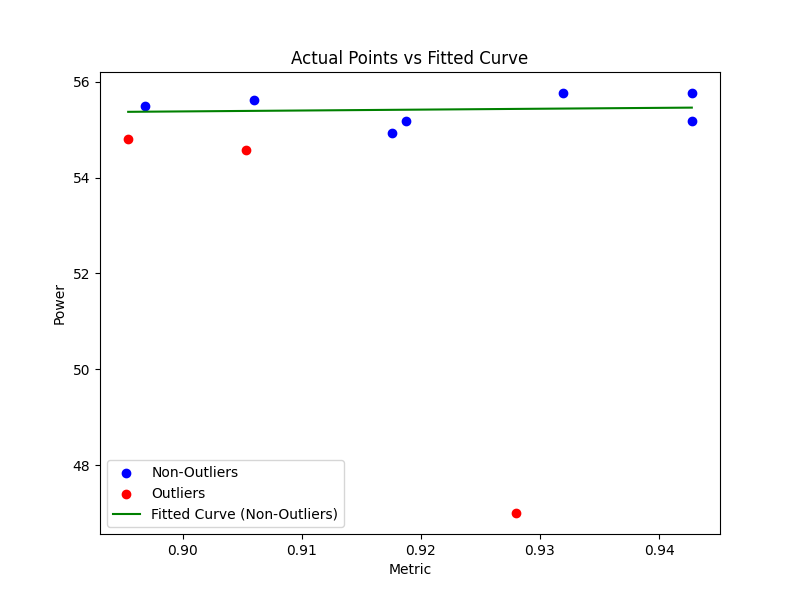 Actual Points vs Fitted Curve
56
54
52
50
48
Power
Non-Outliers
Outliers
Fitted Curve (Non-Outliers)
0.90 0.91 0.92 0.93 0.94
Metric